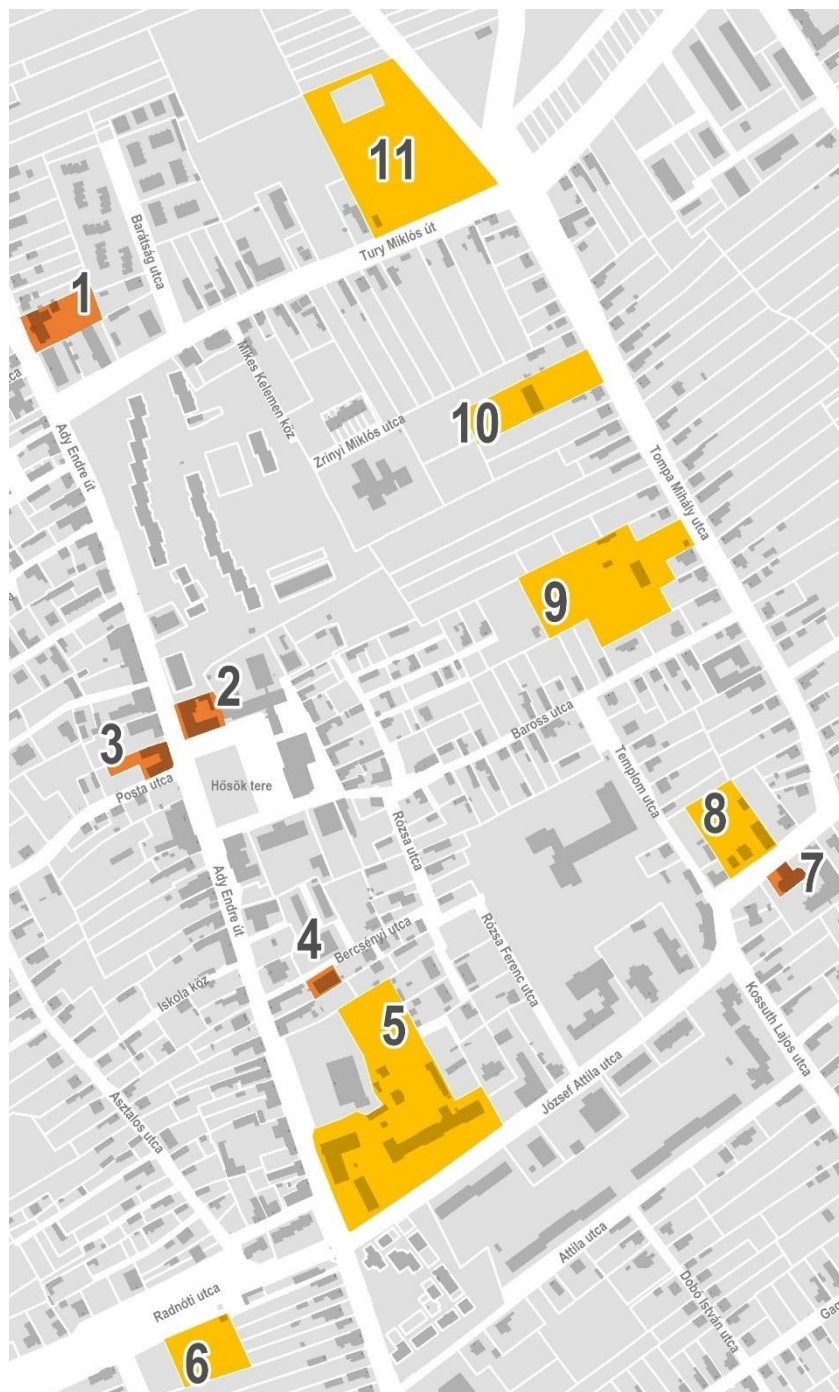 11
Tury Miklós út
Barátság utca
1
utca
Mikes Kelemen köz
Zrínyi Miklós utca
10
Ady Endre út
Tompa Mihály utca
9
2
3
Posta utca
Hősök tere
Baross utca
Templom utca
8
7
Rózsa utca
Ady Endre út
4
Bercsényi utca
Iskola köz
Rózsa Ferenc utca
5
Kossuth Lajos utca
József Attila utca
Asztalos utca
Attila utca
Radnóti utca
Dobó István utca
6